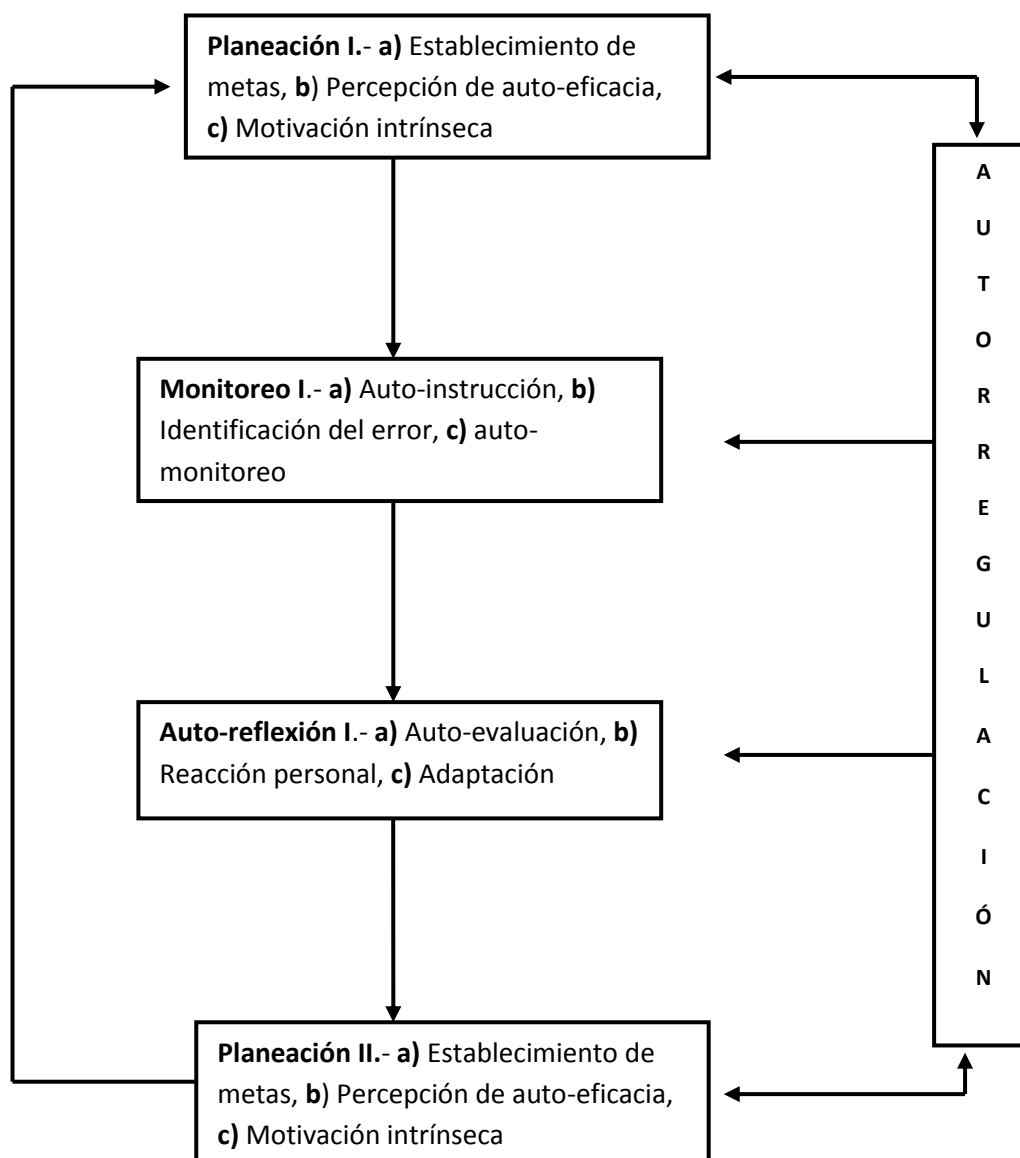 Planeación I.- a) Establecimiento de
metas, b) Percepción de auto-eficacia,
c) Motivación intrínseca
Monitoreo I.- a) Auto-instrucción, b)
Identificación del error, c) auto-
monitoreo
Auto-reflexión I.- a) Auto-evaluación, b)
Reacción personal, c) Adaptación
Planeación II.- a) Establecimiento de
metas, b) Percepción de auto-eficacia,
c) Motivación intrínseca
A
U
T
O
R
R
E
G
U
L
A
C
I
Ó
N